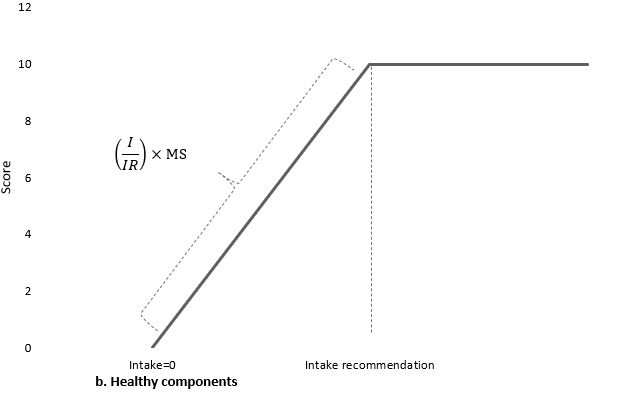 12
10
8
6
4
2
0
Score
(I/IR) × MS
Intake=0
Intake recommendation
b. Healthy components